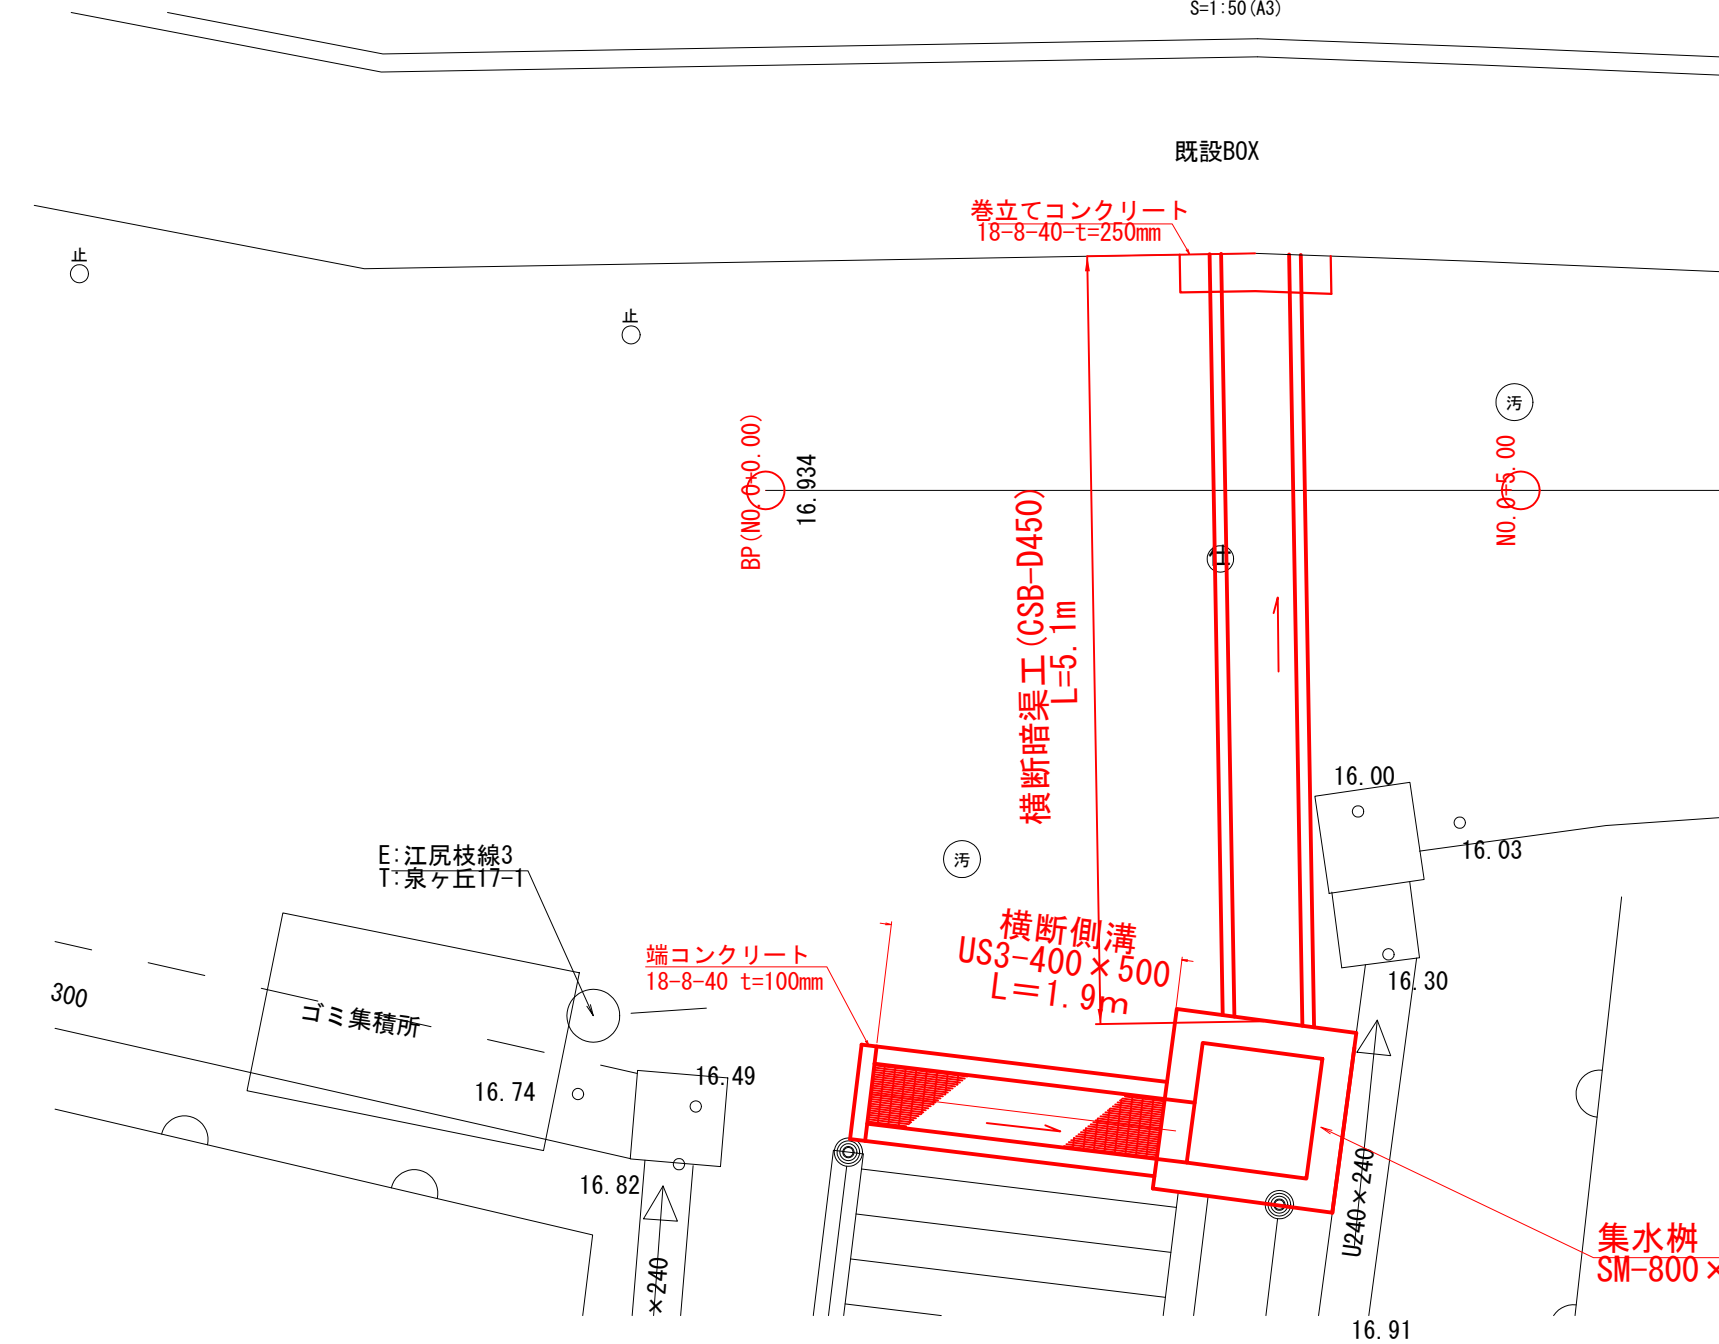 S=1:50(A3)
既設BOX
巻立てコンクリート
18-8-40-t=250mm
止
止
汚
BP(NO.0+0.00)
16.934
NO.0+5.00
横断暗渠工(CSB-D450)
L=5.1m
仕
16.00
16.03
E:江尻枝線3
T:泉ヶ丘17-1
汚
横断側溝
US3-400×500
L=1.9m
端コンクリート
18-8-40 t=100mm
16.30
300
ゴミ集積所
16.74
16.49
16.82
×240
U240×240
集水桝
SM-800×
16.91